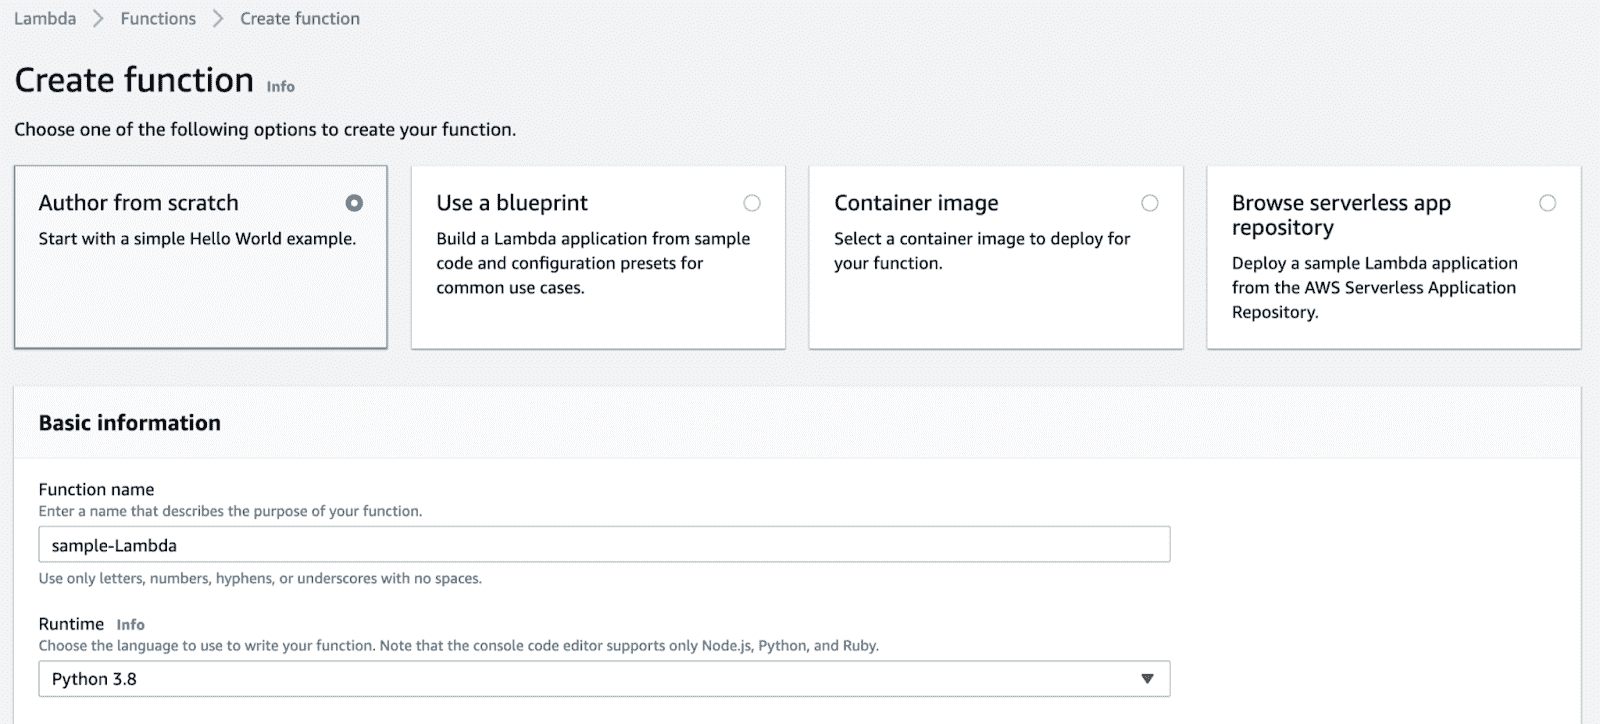 Lambda > Functions > Create function
Create function Info
Choose one of the following options to create your function.
Author from scratch
Start with a simple Hello World example.
Use a blueprint
Build a Lambda application from sample
code and configuration presets for
common use cases.
Container image
Select a container image to deploy for
your function.
Browse serverless app
repository
Deploy a sample Lambda application
from the AWS Serverless Application
Repository.
Basic information
Function name
Enter a name that describes the purpose of your function.
sample-Lambda
Use only letters, numbers, hyphens, or underscores with no spaces.
Runtime Info
Choose the language to use to write your function. Note that the console code editor supports only Node.js, Python, and Ruby.
Python 3.8